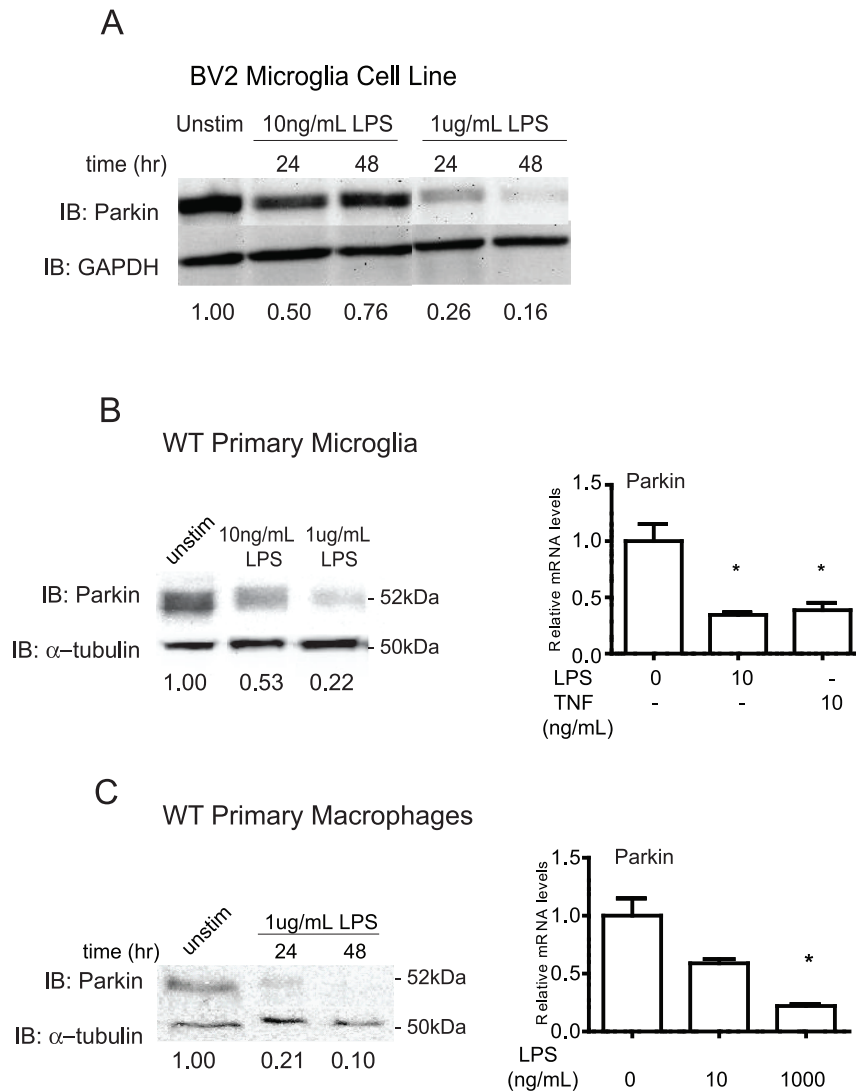 A
BV2 Microglia Cell Line
Unstim 10ng/mL LPS 1ug/mL LPS
time (hr) 24 48 24 48
IB: Parkin
IB: GAPDH
1.00 0.50 0.76 0.26 0.16
B
WT Primary Microglia
unstim 10ng/mL LPS 1ug/mL LPS
IB: Parkin - 52kDa
IB: α–tubulin - 50kDa
1.00 0.53 0.22
Parkin
Relative mRNA levels
1.5
1.0
0.5
0.0
* *
LPS 0 10 -
TNF - - 10
(ng/mL)
C
WT Primary Macrophages
unstim 1ug/mL LPS
time (hr) 24 48
IB: Parkin - 52kDa
IB: α–tubulin - 50kDa
1.00 0.21 0.10
Parkin
Relative mRNA levels
1.5
1.0
0.5
0.0
*
LPS
(ng/mL) 0 10 1000